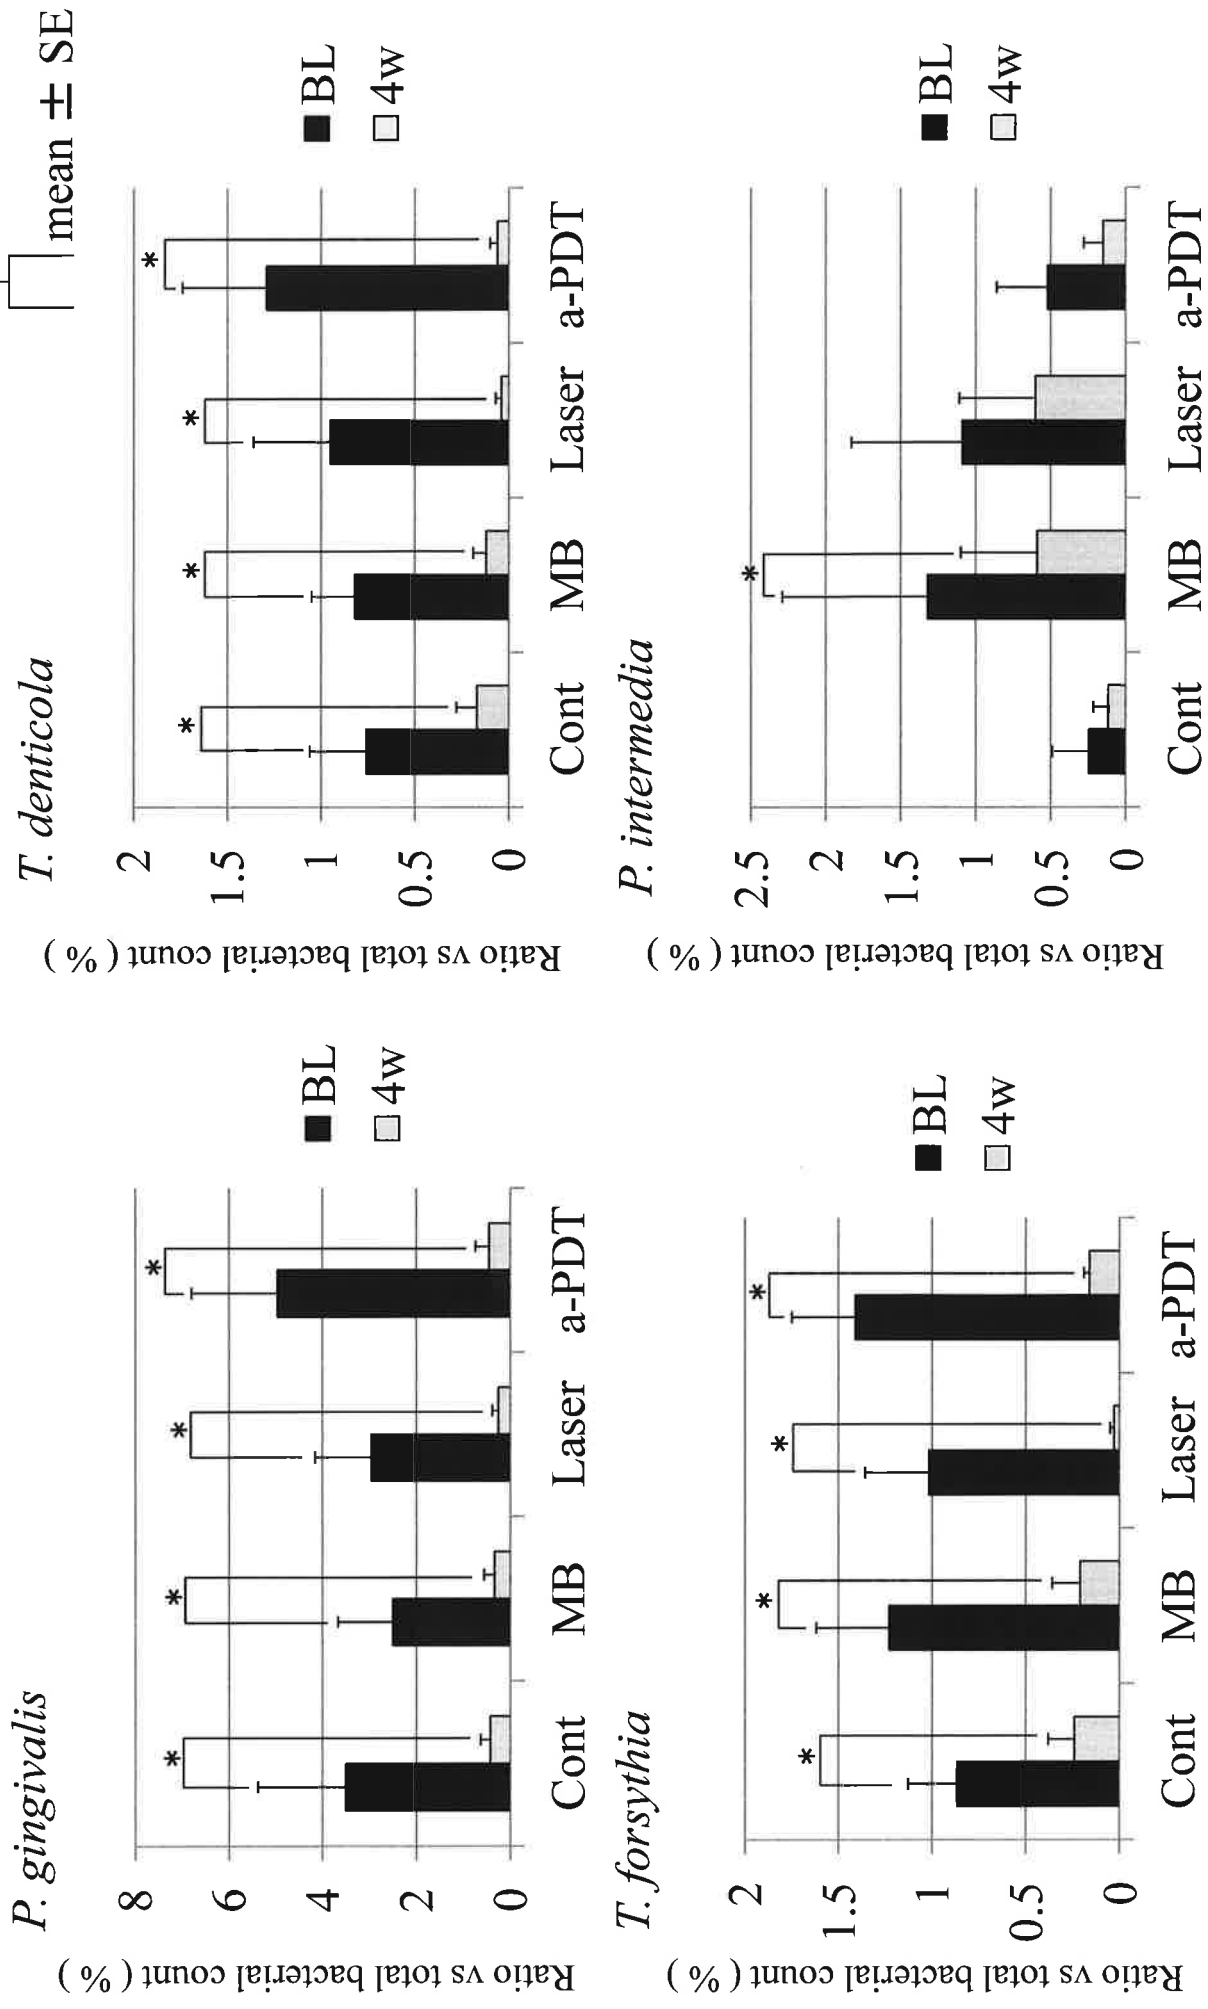 mean ± SE
P. gingivalis
Ratio vs total bacterial count ( % )
8
6
4
2
0
*
*
*
*
Cont MB Laser a-PDT
BL
4w
T. denticola
Ratio vs total bacterial count ( % )
2
1.5
1
0.5
0
*
*
*
*
Cont MB Laser a-PDT
BL
4w
T. forsythia
Ratio vs total bacterial count ( % )
2
1.5
1
0.5
0
*
*
*
*
Cont MB Laser a-PDT
BL
4w
P. intermedia
Ratio vs total bacterial count ( % )
2.5
2
1.5
1
0.5
0
*
Cont MB Laser a-PDT
BL
4w